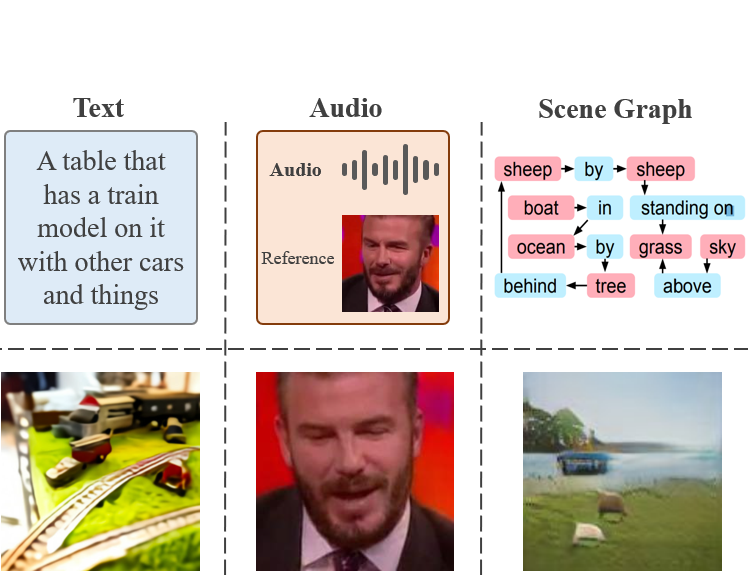 Text
Audio
Scene Graph
A table that
has a train
model on it
with other cars
and things
Audio
Reference
sheep by sheep
boat in standing on
ocean by grass sky
behind tree above